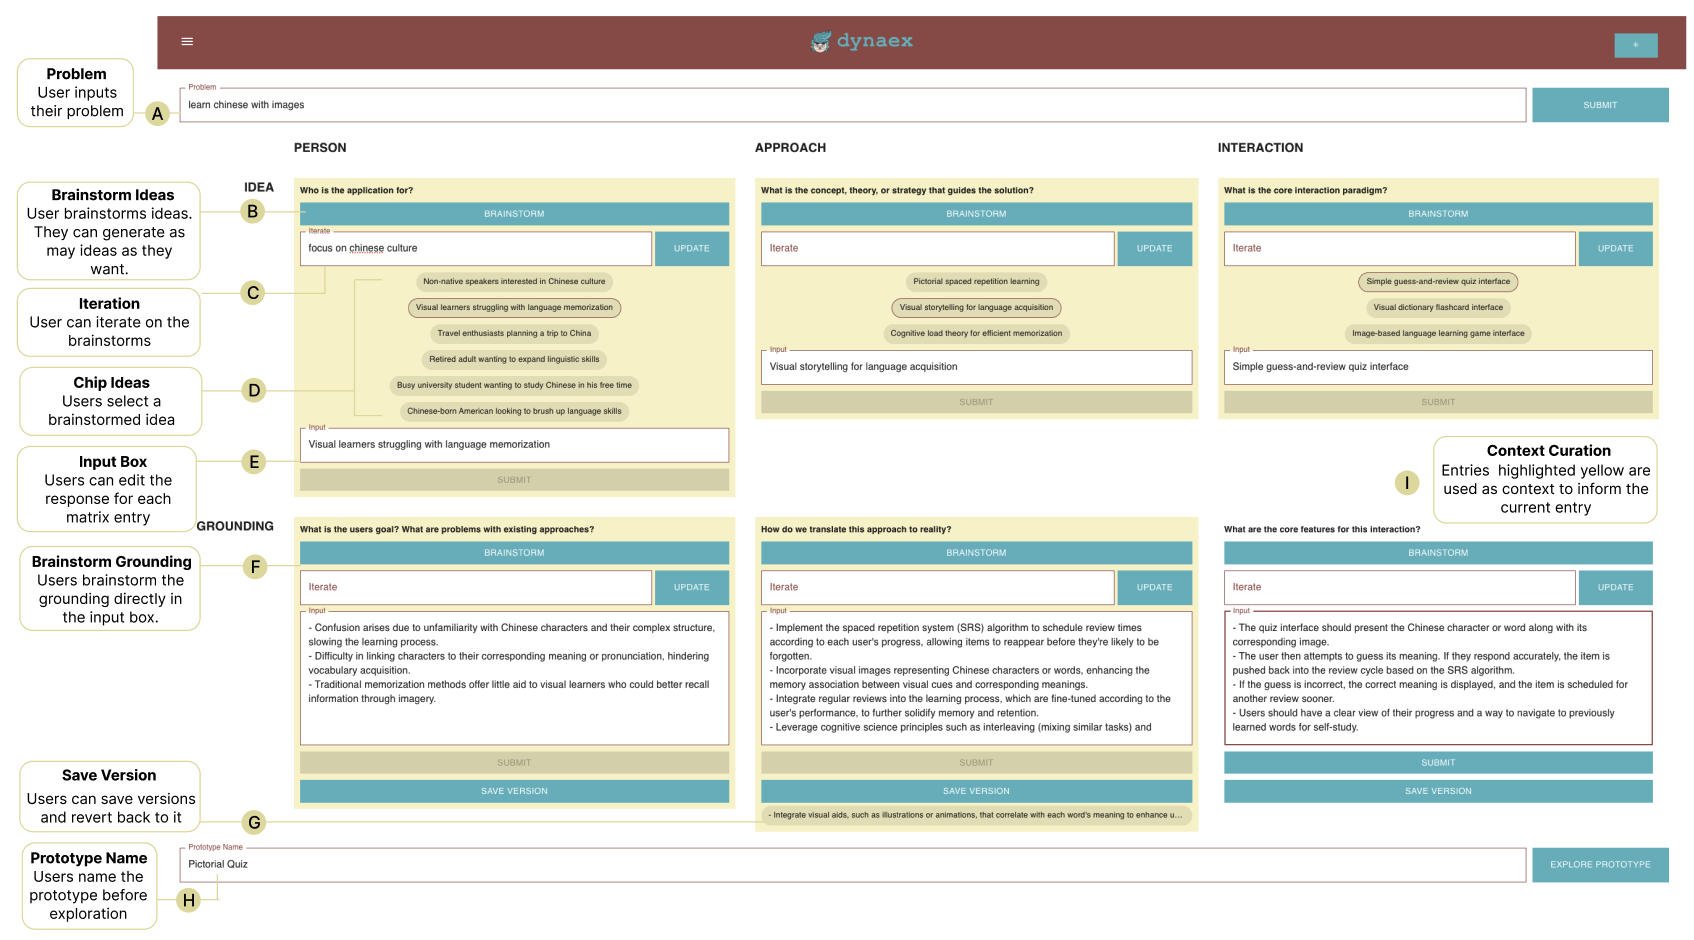 dynaex
+
Problem
User inputs
their problem
A
Problem
learn chinese with images
SUBMIT
PERSON
APPROACH
INTERACTION
IDEA
Brainstorm Ideas
User brainstorms ideas.
They can generate as
may ideas as they
want.
B
Who is the application for?
BRAINSTORM
Iterate
focus on chinese culture
UPDATE
Iteration
User can iterate on the
brainstorms
C
Non-native speakers interested in Chinese culture
Visual learners struggling with language memorization
Travel enthusiasts planning a trip to China
Retired adult wanting to expand linguistic skills
Busy university student wanting to study Chinese in his free time
Chinese-born American looking to brush up language skills
Chip Ideas
Users select a
brainstormed idea
D
Input
Visual learners struggling with language memorization
SUBMIT
Input Box
Users can edit the
response for each
matrix entry
E
What is the concept, theory, or strategy that guides the solution?
BRAINSTORM
Iterate
UPDATE
Pictorial spaced repetition learning
Visual storytelling for language acquisition
Cognitive load theory for efficient memorization
Input
Visual storytelling for language acquisition
SUBMIT
What is the core interaction paradigm?
BRAINSTORM
Iterate
UPDATE
Simple guess-and-review quiz interface
Visual dictionary flashcard interface
Image-based language learning game interface
Input
Simple guess-and-review quiz interface
SUBMIT
I
Context Curation
Entries highlighted yellow are
used as context to inform the
current entry
GROUNDING
Brainstorm Grounding
Users brainstorm the
grounding directly in
the input box.
F
What is the users goal? What are problems with existing approaches?
BRAINSTORM
Iterate
UPDATE
Input
- Confusion arises due to unfamiliarity with Chinese characters and their complex structure,
slowing the learning process.
- Difficulty in linking characters to their corresponding meaning or pronunciation, hindering
vocabulary acquisition.
- Traditional memorization methods offer little aid to visual learners who could better recall
information through imagery.
SUBMIT
SAVE VERSION
How do we translate this approach to reality?
BRAINSTORM
Iterate
UPDATE
Input
- Implement the spaced repetition system (SRS) algorithm to schedule review times
according to each user's progress, allowing items to reappear before they're likely to be
forgotten.
- Incorporate visual images representing Chinese characters or words, enhancing the
memory association between visual cues and corresponding meanings.
- Integrate regular reviews into the learning process, which are fine-tuned according to the
user's performance, to further solidify memory and retention.
- Leverage cognitive science principles such as interleaving (mixing similar tasks) and
SUBMIT
SAVE VERSION
- Integrate visual aids, such as illustrations or animations, that correlate with each word's meaning to enhance u...
What are the core features for this interaction?
BRAINSTORM
Iterate
UPDATE
Input
- The quiz interface should present the Chinese character or word along with its
corresponding image.
- The user then attempts to guess its meaning. If they respond accurately, the item is
pushed back into the review cycle based on the SRS algorithm.
- If the guess is incorrect, the correct meaning is displayed, and the item is scheduled for
another review sooner.
- Users should have a clear view of their progress and a way to navigate to previously
learned words for self-study.
SUBMIT
SAVE VERSION
Save Version
Users can save versions
and revert back to it
G
Prototype Name
Users name the
prototype before
exploration
H
Prototype Name
Pictorial Quiz
EXPLORE PROTOTYPE